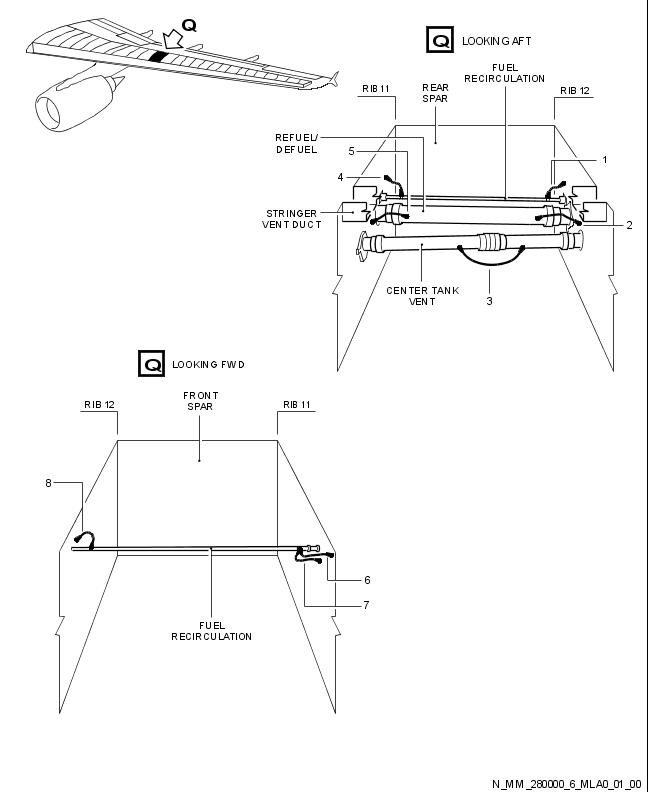 Q
Q LOOKING AFT
FUEL
RECIRCULATION
RIB 11
REAR
SPAR
RIB 12
REFUEL/
DEFUEL
5
1
4
STRINGER
VENT DUCT
2
CENTER TANK
VENT
3
Q LOOKING FWD
FRONT
SPAR
RIB 12
RIB 11
8
6
7
FUEL
RECIRCULATION
N_MM_280000_6_MLA0_01_00